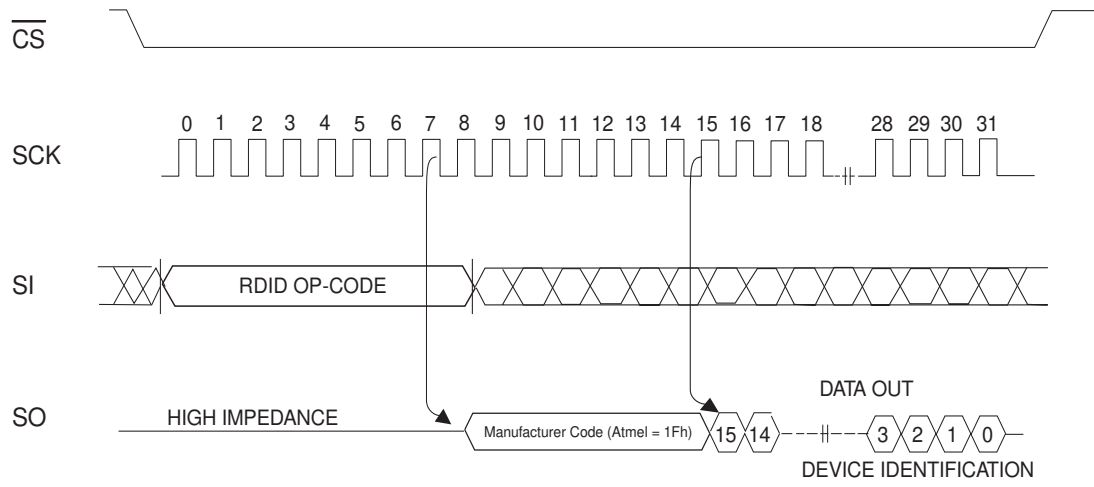 CS
0 1 2 3 4 5 6 7 8 9 10 11 12 13 14 15 16 17 18 28 29 30 31
SCK
SI
RDID OP-CODE
DATA OUT
SO
HIGH IMPEDANCE
Manufacturer Code (Atmel = 1Fh)
15 14 3 2 1 0
DEVICE IDENTIFICATION